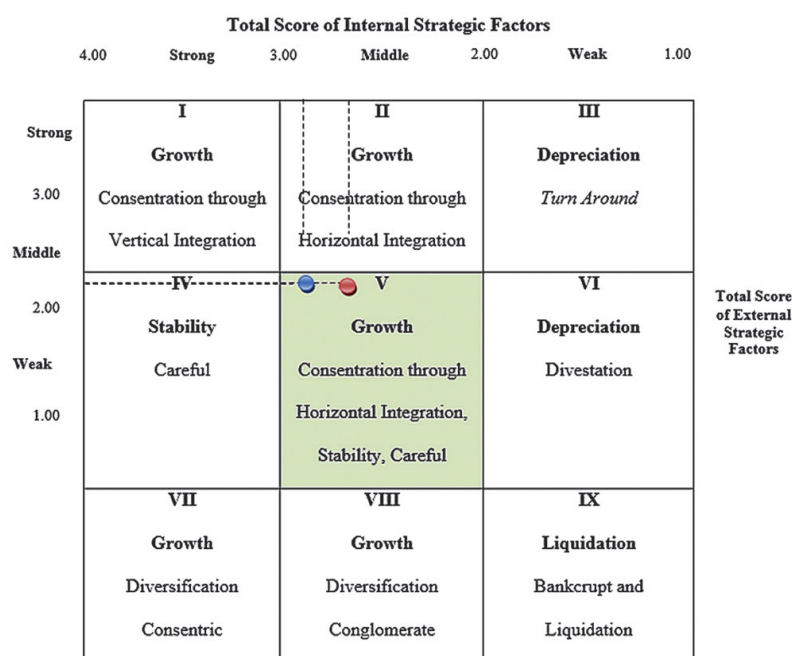 Total Score of Internal Strategic Factors
4.00 Strong 3.00 Middle 2.00 Weak 1.00
I
Growth
Consentration through
Vertical Integration
II
Growth
Consentration through
Horizontal Integration
III
Depreciation
Turn Around
Strong
3.00
Middle
2.00
Weak
1.00
IV
Stability
Careful
V
Growth
Consentration through
Horizontal Integration,
Stability, Careful
VI
Depreciation
Divestation
Total Score
of External
Strategic
Factors
VII
Growth
Diversification
Consentric
VIII
Growth
Diversification
Conglomerate
IX
Liquidation
Bankcrupt and
Liquidation